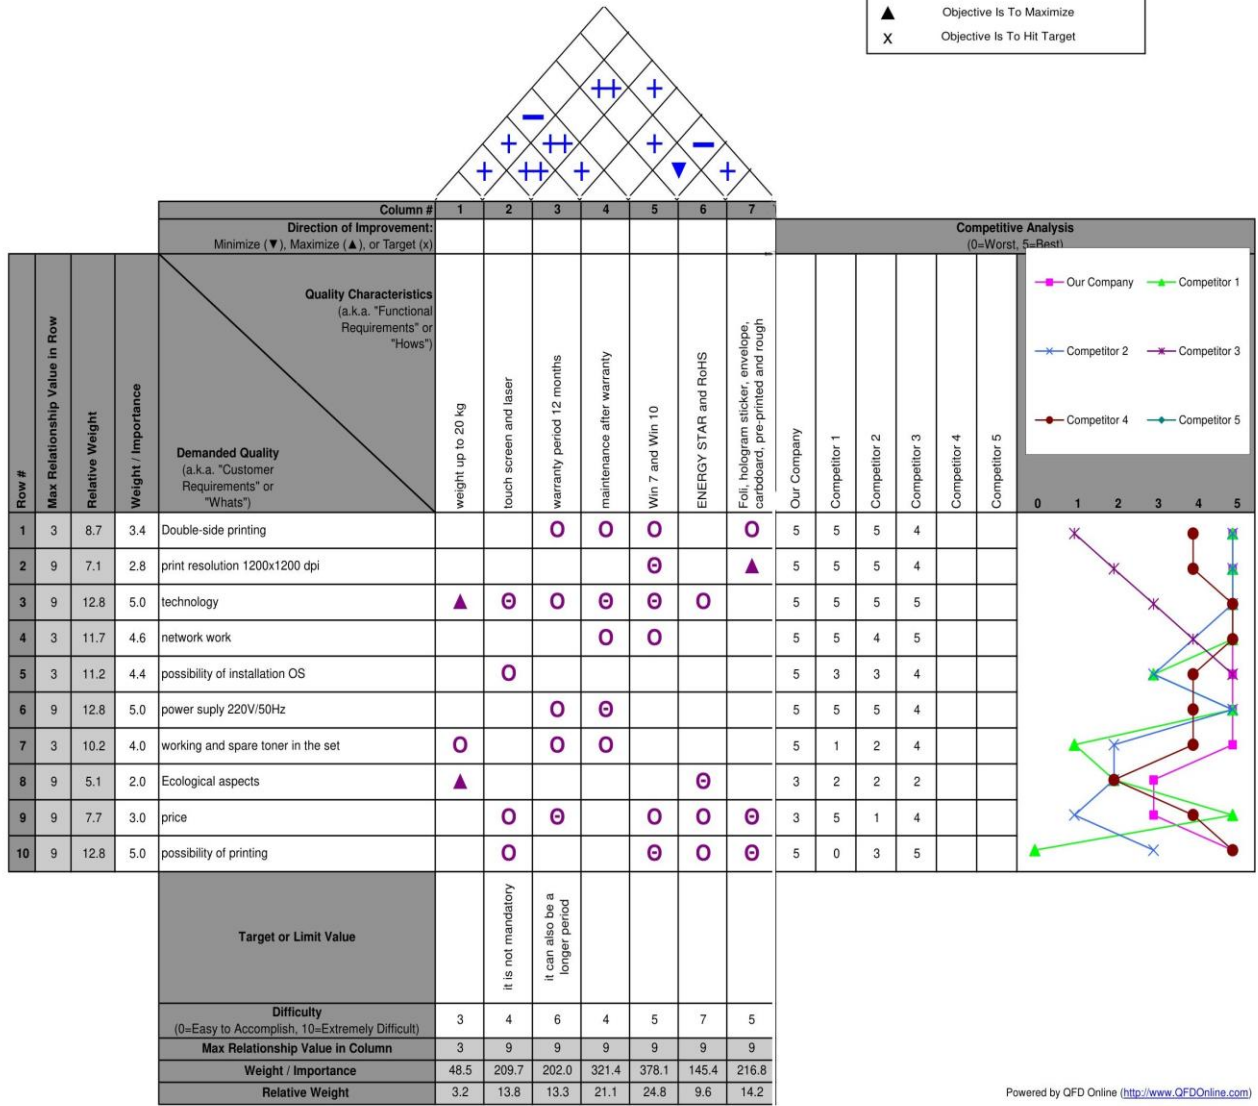 ▲ Objective Is To Maximize
x Objective Is To Hit Target
++ +
−
+ ++ + −
+ ++ + ▼ +
Column # 1 2 3 4 5 6 7
Direction of Improvement:
Minimize (▼), Maximize (▲), or Target (x)
Competitive Analysis
(0=Worst, 5=Best)
Row #
Max Relationship Value in Row
Relative Weight
Weight / Importance
Quality Characteristics
(a.k.a. "Functional
Requirements" or
"Hows")
Demanded Quality
(a.k.a. "Customer
Requirements" or
"Whats")
weight up to 20 kg
touch screen and laser
warranty period 12 months
maintenance after warranty
Win 7 and Win 10
ENERGY STAR and RoHS
Foli, hologram sticker, envelope,
carbdoard, pre-printed and rough
Our Company
Competitor 1
Competitor 2
Competitor 3
Competitor 4
Competitor 5
Our Company Competitor 1
Competitor 2 Competitor 3
Competitor 4 Competitor 5
0 1 2 3 4 5
1 3 8.7 3.4 Double-side printing O O O O 5 5 5 4
2 9 7.1 2.8 print resolution 1200x1200 dpi Θ ▲ 5 5 5 4
3 9 12.8 5.0 technology ▲ Θ O Θ Θ O 5 5 5 5
4 3 11.7 4.6 network work O O 5 5 4 5
5 3 11.2 4.4 possibility of installation OS O 5 3 3 4
6 9 12.8 5.0 power suply 220V/50Hz O Θ 5 5 5 4
7 3 10.2 4.0 working and spare toner in the set O O O 5 1 2 4
8 9 5.1 2.0 Ecological aspects ▲ Θ 3 2 2 2
9 9 7.7 3.0 price O Θ O O Θ 3 5 1 4
10 9 12.8 5.0 possibility of printing O Θ O Θ 5 0 3 5
Target or Limit Value
it is not mandatory
it can also be a
longer period
Difficulty
(0=Easy to Accomplish, 10=Extremely Difficult)
3 4 6 4 5 7 5
Max Relationship Value in Column 3 9 9 9 9 9 9
Weight / Importance 48.5 209.7 202.0 321.4 378.1 145.4 216.8
Relative Weight 3.2 13.8 13.3 21.1 24.8 9.6 14.2
Powered by QFD Online (http://www.QFDOnline.com)